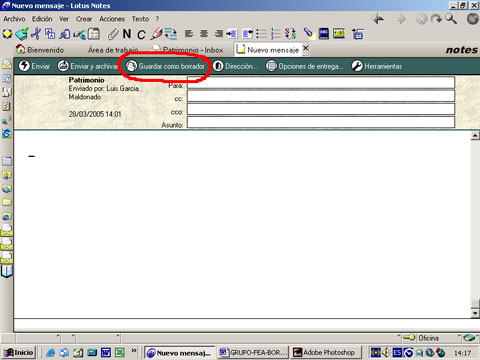 Nuevo mensaje - Lotus Notes
Archivo Edición Ver Crear Acciones Texto ?
Bienvenido Área de trabajo Patrimonio - Inbox Nuevo mensaje notes
Enviar Enviar y archivar Guardar como borrador Dirección... Opciones de entrega... Herramientas
Patrimonio
Enviado por: Luis Garcia
Maldonado
28/03/2005 14:01
Para:
cc:
cco:
Asunto:
Oficina
Inicio Nuevo mensaj... GRUPO-FEA-BOR... Adobe Photoshop ES 14:17